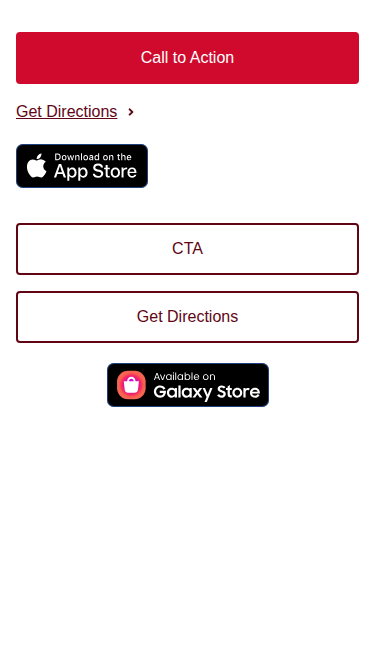 Call to Action
Get Directions
Download on the
App Store
CTA
Get Directions
Available on
Galaxy Store